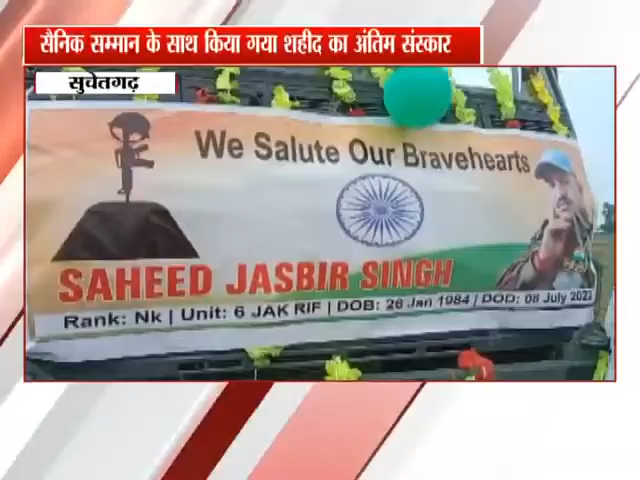 सैनिक सम्मान के साथ किया गया शहीद का अंतिम संस्कार
सुचेतगढ़
We Salute Our Bravehearts
SAHEED JASBIR SINGH
Rank: Nk | Unit: 6 JAK RIF | DOB: 26 Jan 1984 | DOD: 08 July 2023